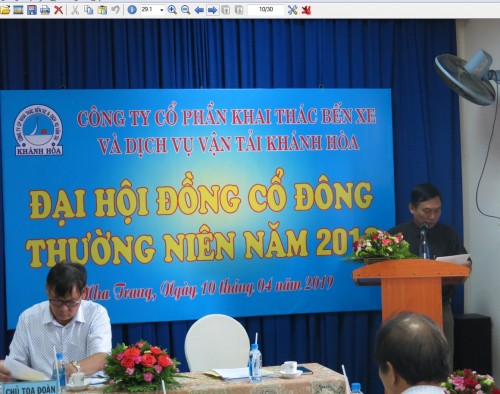 29.1
10/30
CÔNG TY CỔ PHẦN KHAI THÁC BẾN XE
VÀ DỊCH VỤ VẬN TẢI KHÁNH HÒA
KHÁNH HÒA
ĐẠI HỘI ĐỒNG CỔ ĐÔNG
THƯỜNG NIÊN NĂM
Nha Trang, Ngày 10 tháng 04 năm 2019
CHỦ TỌA ĐOÀN